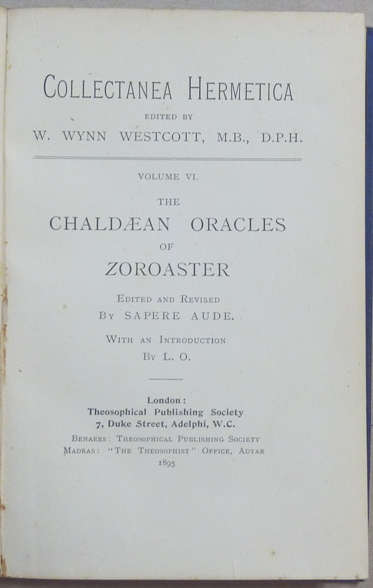 COLLECTANEA HERMETICA
EDITED BY
W. WYNN WESTCOTT, M.B., D.P.H.
VOLUME VI.
THE
CHALDÆAN ORACLES
OF
ZOROASTER
EDITED AND REVISED
BY SAPERE AUDE.
WITH AN INTRODUCTION
BY L. O.
London:
Theosophical Publishing Society
7, Duke Street, Adelphi, W.C.
BENARES: THEOSOPHICAL PUBLISHING SOCIETY
MADRAS: "THE THEOSOPHIST" OFFICE, ADYAR
1895